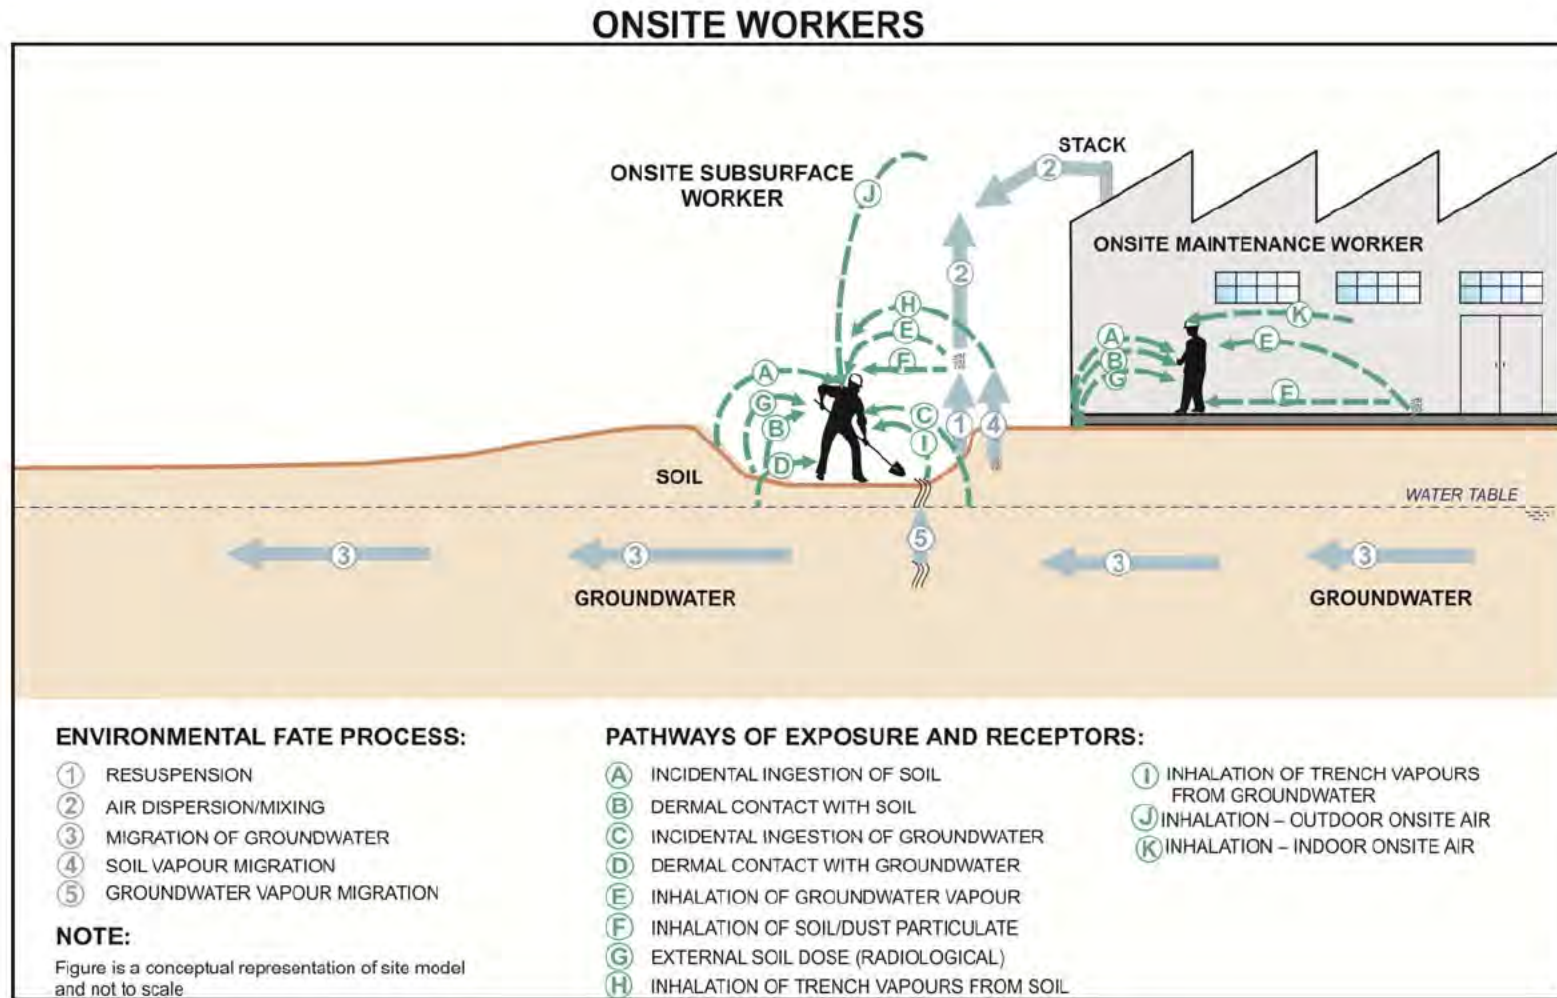 ONSITE WORKERS
STACK
2
ONSITE SUBSURFACE
WORKER
J
ONSITE MAINTENANCE WORKER
2
H
K
E
A
E
B
F
G
A
F
G
C
1
4
B
I
D
SOIL
WATER TABLE
5
3
3
3
3
GROUNDWATER
GROUNDWATER
ENVIRONMENTAL FATE PROCESS:
1 RESUSPENSION
2 AIR DISPERSION/MIXING
3 MIGRATION OF GROUNDWATER
4 SOIL VAPOUR MIGRATION
5 GROUNDWATER VAPOUR MIGRATION
NOTE:
Figure is a conceptual representation of site model
and not to scale
PATHWAYS OF EXPOSURE AND RECEPTORS:
A INCIDENTAL INGESTION OF SOIL
B DERMAL CONTACT WITH SOIL
C INCIDENTAL INGESTION OF GROUNDWATER
D DERMAL CONTACT WITH GROUNDWATER
E INHALATION OF GROUNDWATER VAPOUR
F INHALATION OF SOIL/DUST PARTICULATE
G EXTERNAL SOIL DOSE (RADIOLOGICAL)
H INHALATION OF TRENCH VAPOURS FROM SOIL
I INHALATION OF TRENCH VAPOURS
FROM GROUNDWATER
J INHALATION – OUTDOOR ONSITE AIR
K INHALATION – INDOOR ONSITE AIR